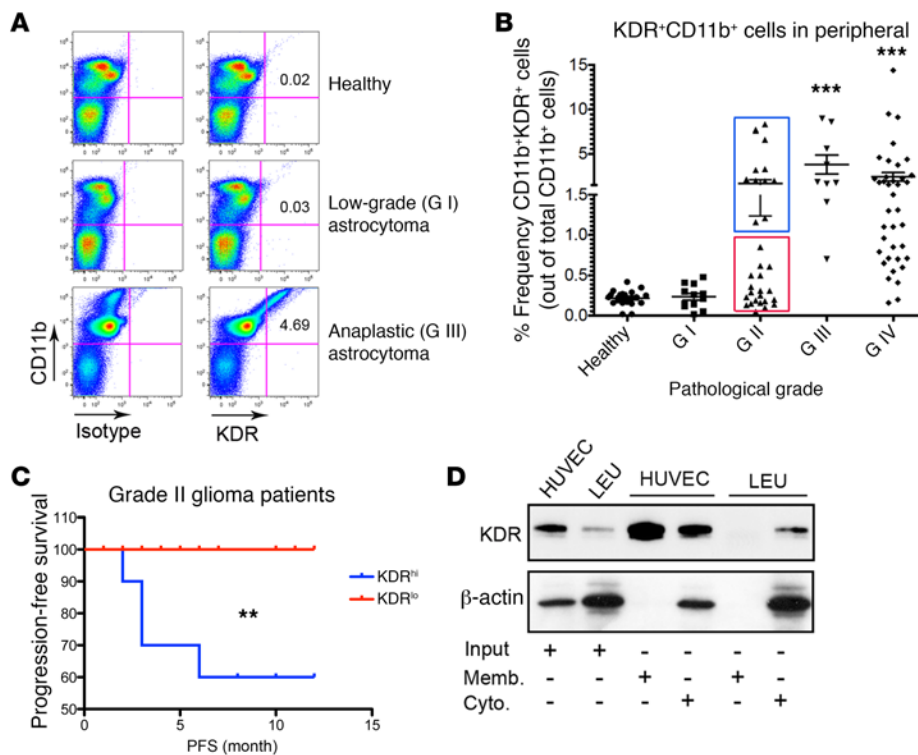 A
Healthy
0.02
Low-grade (G I)
astrocytoma
0.03
Anaplastic (G III)
astrocytoma
4.69
CD11b
Isotype
KDR
B
KDR+CD11b+ cells in peripheral
% Frequency CD11b+KDR+ cells
(out of total CD11b+ cells)
15
10
5
1.5
1.0
0.5
0.0
***
***
Healthy
G I
G II
G III
G IV
Pathological grade
C
Grade II glioma patients
Progression-free survival
110
100
90
80
70
60
50
0
5
10
15
PFS (month)
KDRhi
KDRlo
**
D
HUVEC
LEU
HUVEC
LEU
KDR
β-actin
Input + + - - - -
Memb. - - + - + -
Cyto. - - - + - +